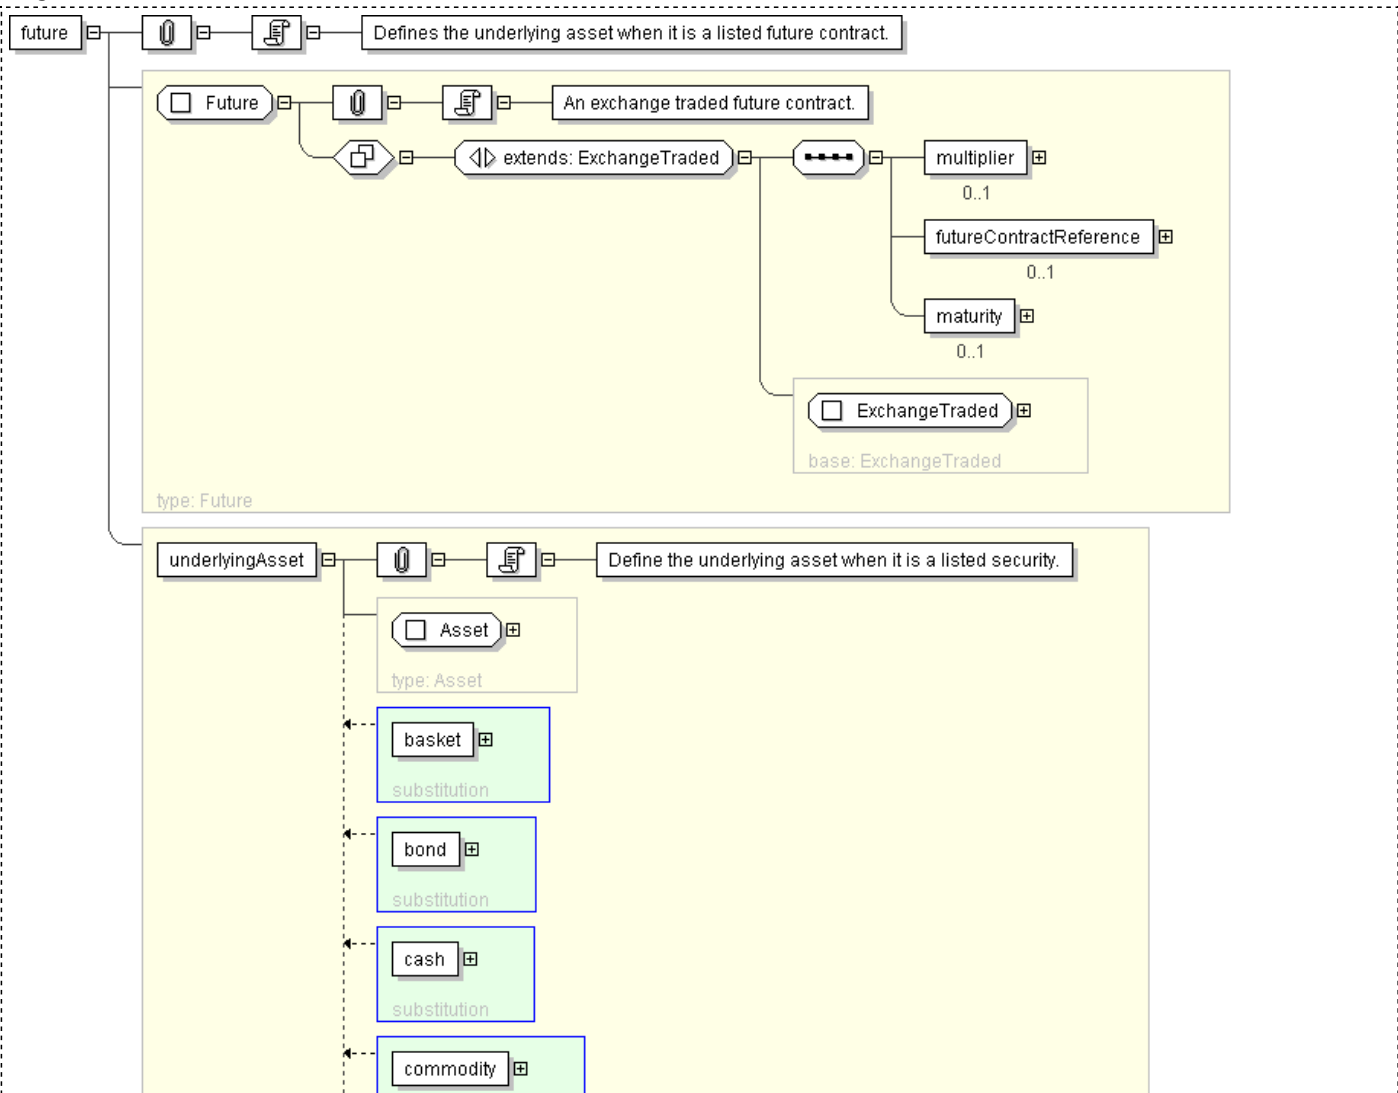 future
Defines the underlying asset when it is a listed future contract.
Future
An exchange traded future contract.
extends: ExchangeTraded
multiplier
0..1
futureContractReference
0..1
maturity
0..1
ExchangeTraded
base: ExchangeTraded
type: Future
underlyingAsset
Define the underlying asset when it is a listed security.
Asset
type: Asset
basket
substitution
bond
substitution
cash
substitution
commodity